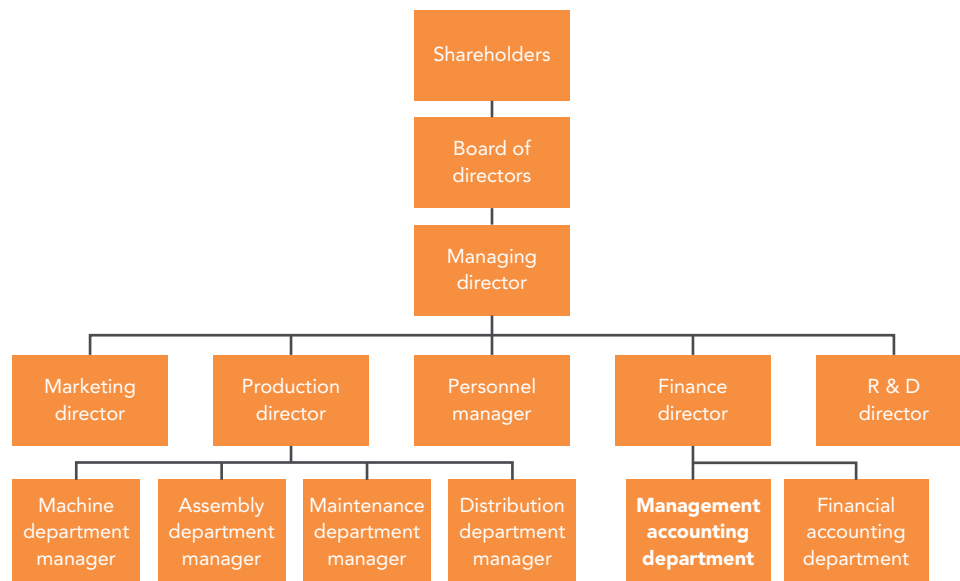 Shareholders
Board of
directors
Managing
director
Marketing
director
Production
director
Personnel
manager
Finance
director
R & D
director
Machine
department
manager
Assembly
department
manager
Maintenance
department
manager
Distribution
department
manager
Management
accounting
department
Financial
accounting
department